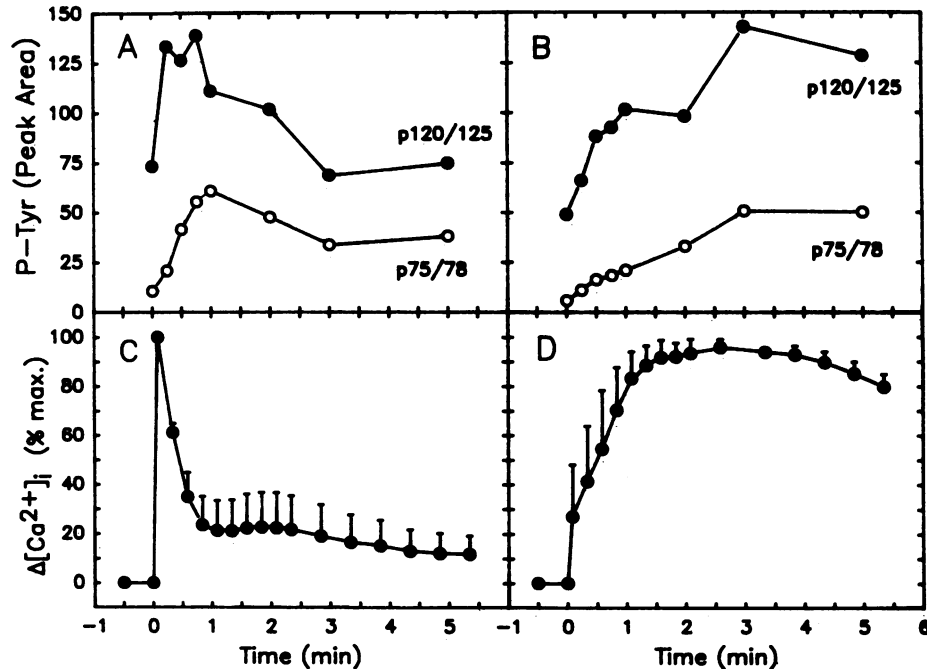 P-Tyr (Peak Area)
150
125
100
75
50
25
0
A
p120/125
p75/78
B
p120/125
p75/78
Δ[Ca²⁺]ᵢ (% max.)
100
80
60
40
20
0
C
D
-1 0 1 2 3 4 5
-1 0 1 2 3 4 5 6
Time (min)
Time (min)